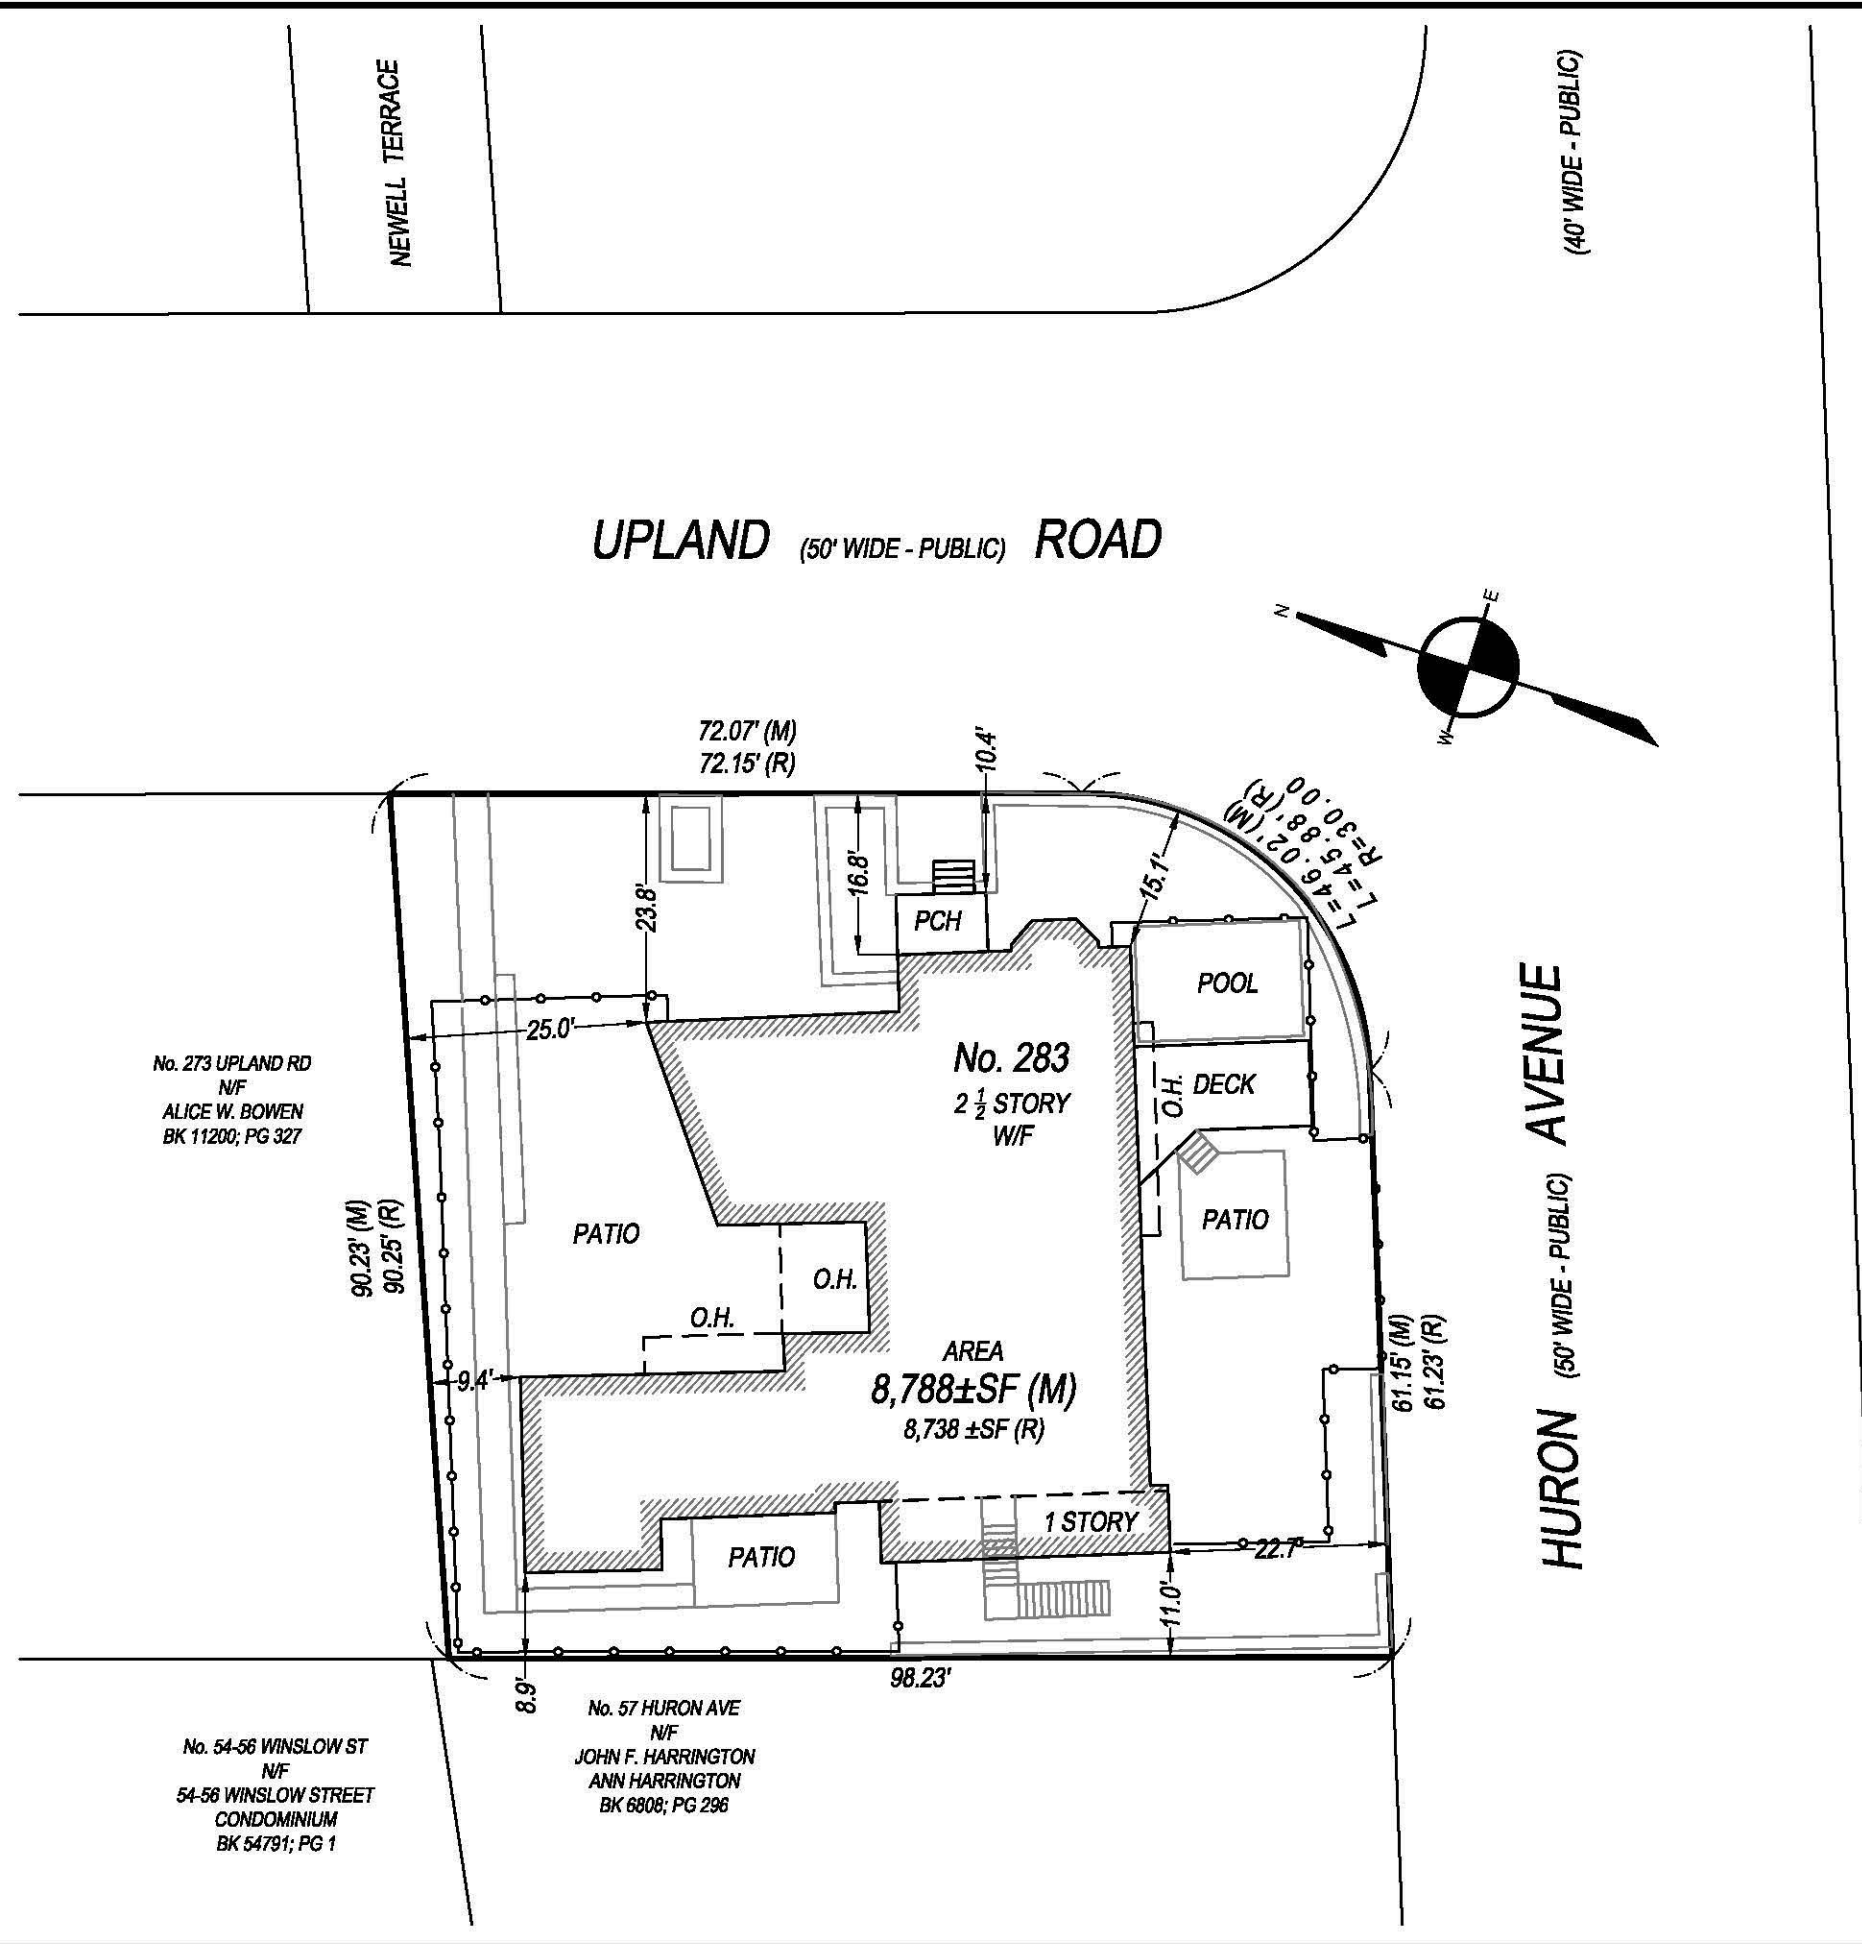 NEWELL TERRACE
(40' WIDE - PUBLIC)
UPLAND (50' WIDE - PUBLIC) ROAD
N
E
W
72.07' (M)
72.15' (R)
10.4'
L=46.02' (M)
L=45.88' (R)
R=30.00
23.8'
16.8'
15.1'
PCH
POOL
25.0'
No. 283
2 1/2 STORY
W/F
O.H.
DECK
No. 273 UPLAND RD
N/F
ALICE W. BOWEN
BK 11200; PG 327
HURON (50' WIDE - PUBLIC) AVENUE
90.23' (M)
90.25' (R)
PATIO
PATIO
O.H.
O.H.
AREA
8,788±SF (M)
8,738 ±SF (R)
61.15' (M)
61.23' (R)
9.4'
1 STORY
PATIO
22.7'
11.0'
8.9'
98.23'
No. 57 HURON AVE
N/F
JOHN F. HARRINGTON
ANN HARRINGTON
BK 6808; PG 296
No. 54-56 WINSLOW ST
N/F
54-56 WINSLOW STREET
CONDOMINIUM
BK 54791; PG 1